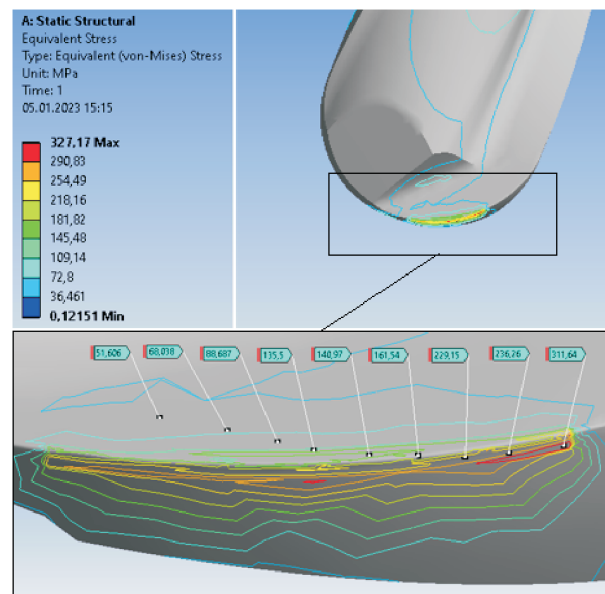 A: Static Structural
Equivalent Stress
Type: Equivalent (von-Mises) Stress
Unit: MPa
Time: 1
05.01.2023 15:15
327,17 Max
290,83
254,49
218,16
181,82
145,48
109,14
72,8
36,461
0,12151 Min
51,606 68,038 88,687 135,5 140,97 161,54 229,15 236,26 311,64